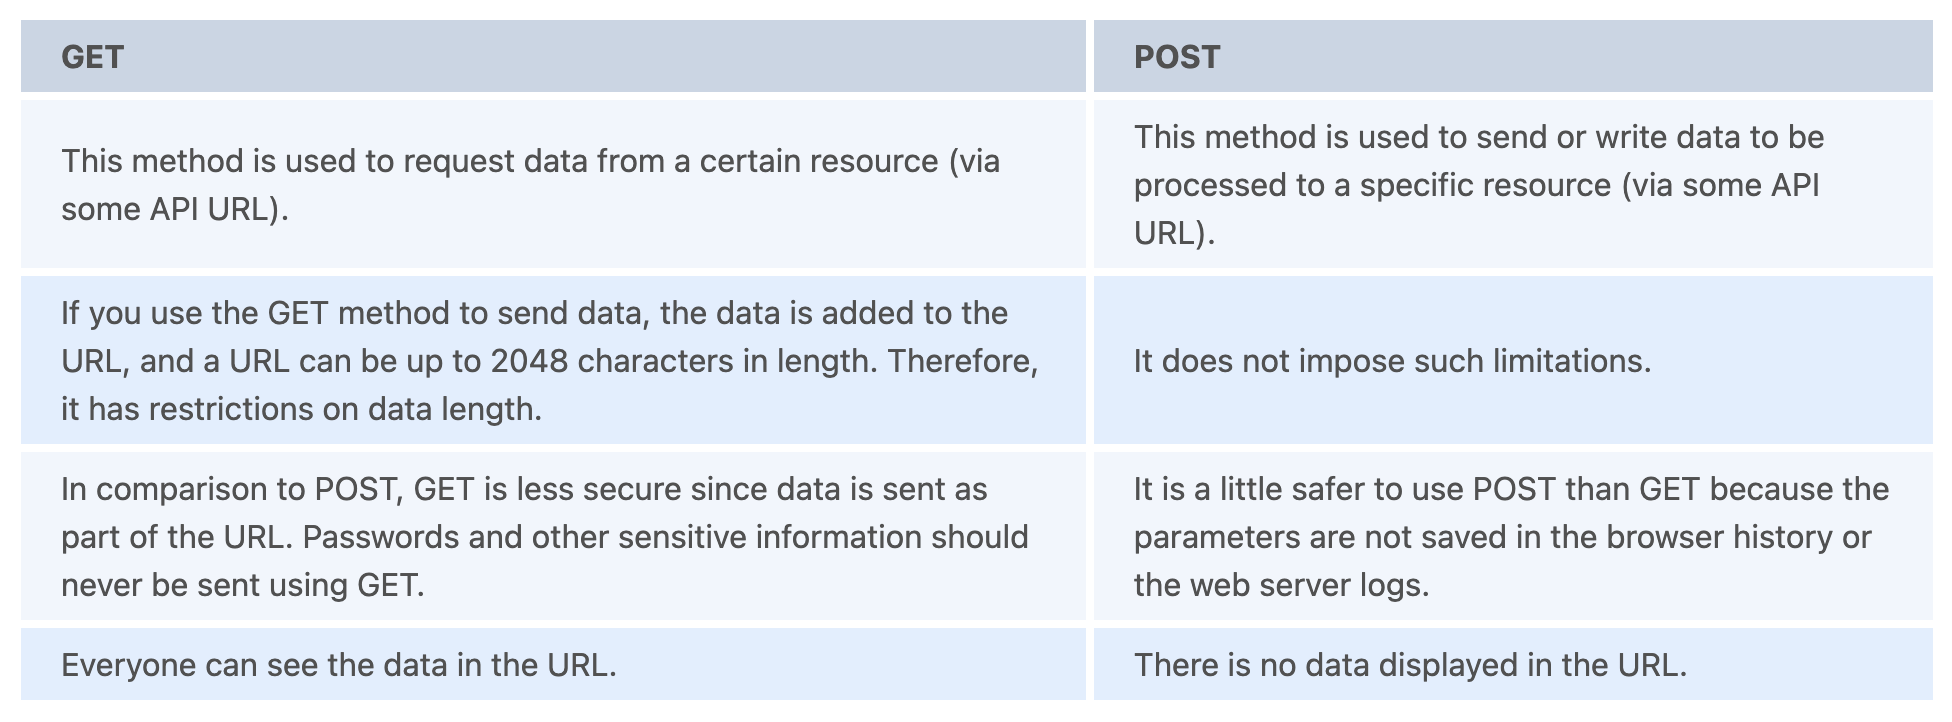 GET
POST
This method is used to request data from a certain resource (via
some API URL).
This method is used to send or write data to be
processed to a specific resource (via some API
URL).
If you use the GET method to send data, the data is added to the
URL, and a URL can be up to 2048 characters in length. Therefore,
it has restrictions on data length.
It does not impose such limitations.
In comparison to POST, GET is less secure since data is sent as
part of the URL. Passwords and other sensitive information should
never be sent using GET.
It is a little safer to use POST than GET because the
parameters are not saved in the browser history or
the web server logs.
Everyone can see the data in the URL.
There is no data displayed in the URL.